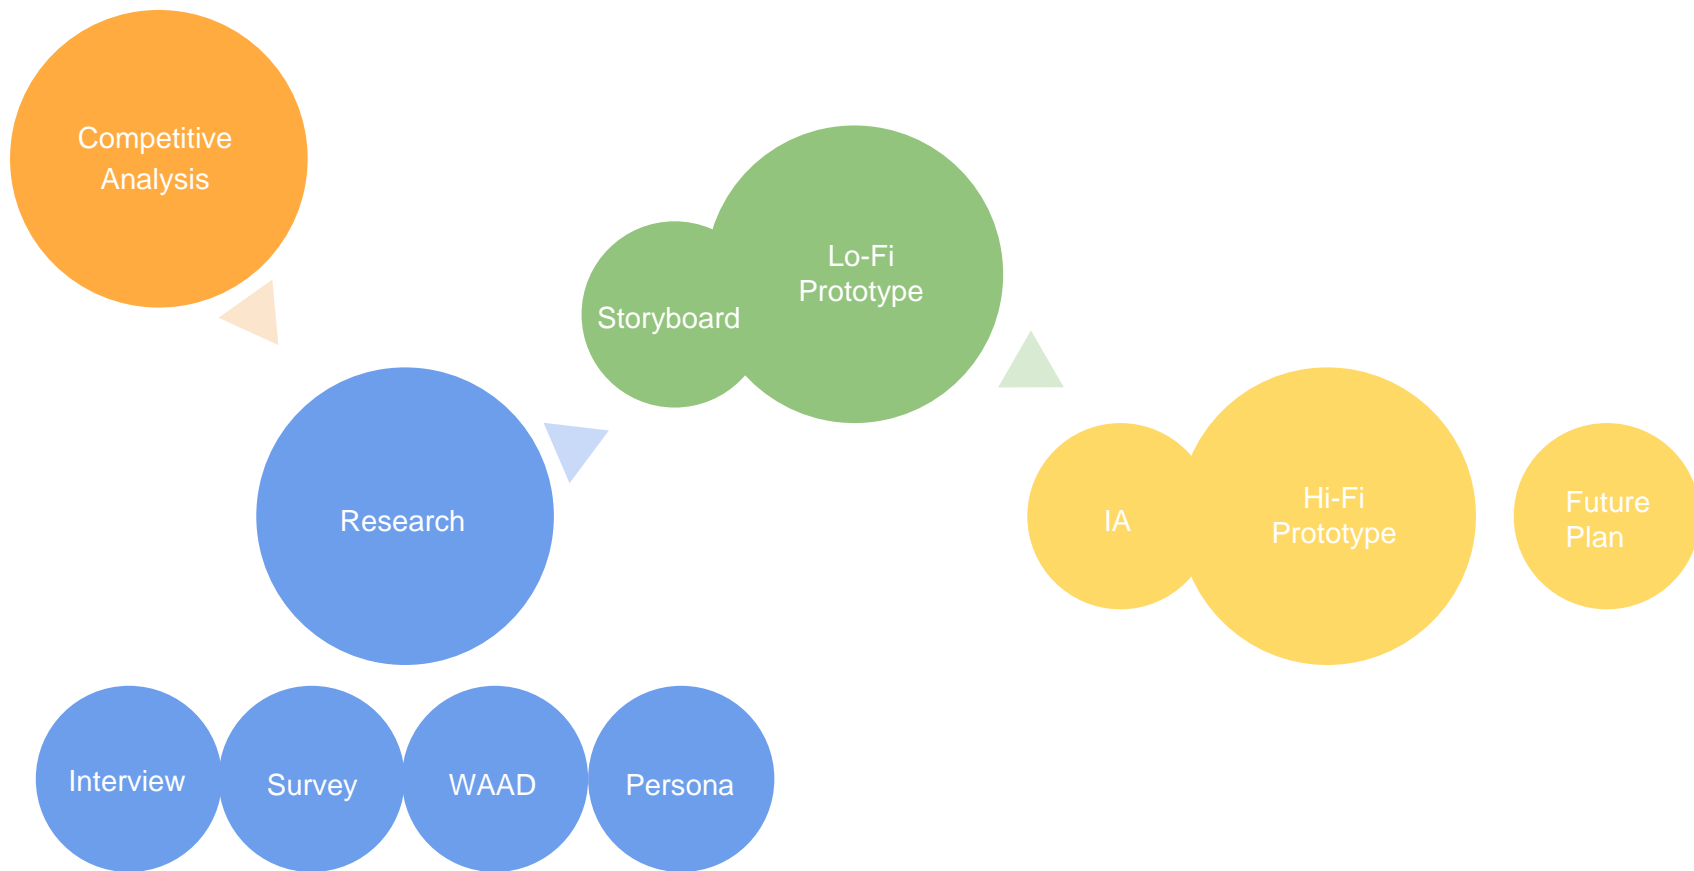 Competitive
Analysis
Research
Interview
Survey
WAAD
Persona
Storyboard
Lo-Fi
Prototype
IA
Hi-Fi
Prototype
Future
Plan